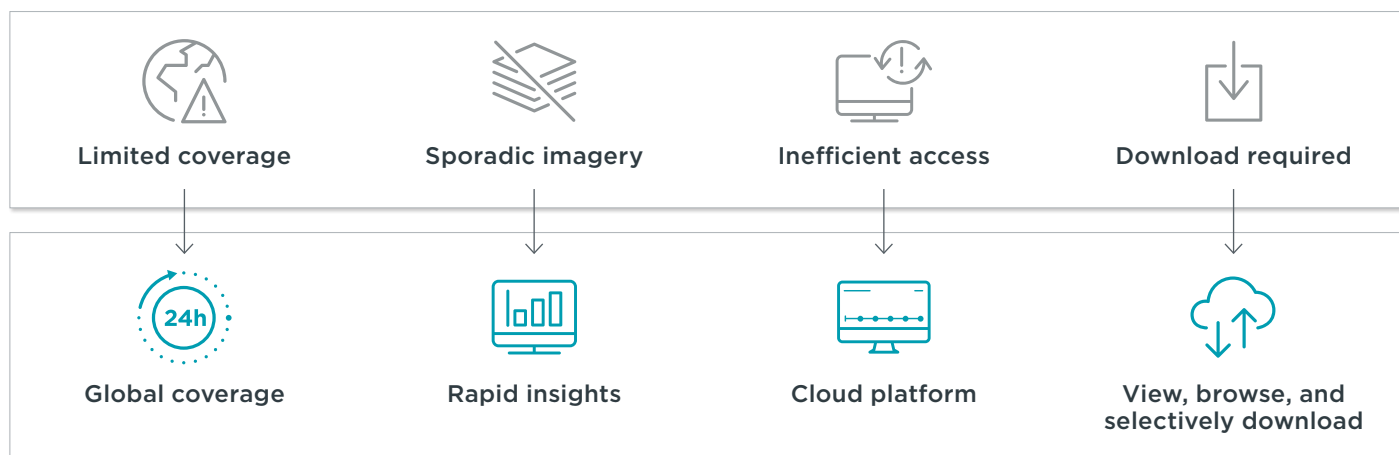 Limited coverage
Sporadic imagery
Inefficient access
Download required
24h
Global coverage
Rapid insights
Cloud platform
View, browse, and
selectively download